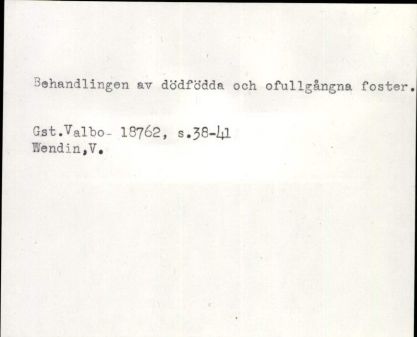 Behandlingen av dödfödda och ofullgångna foster.
Gst.Valbo- 18762, s.38-41
Wendin,V.